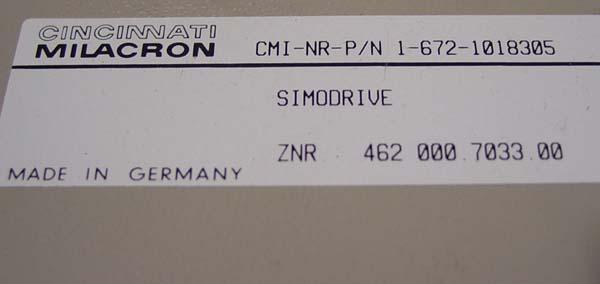 CINCINNATI
MILACRON CMI-NR-P/N 1-672-1018305
SIMODRIVE
ZNR 462 000.7033.00
MADE IN GERMANY